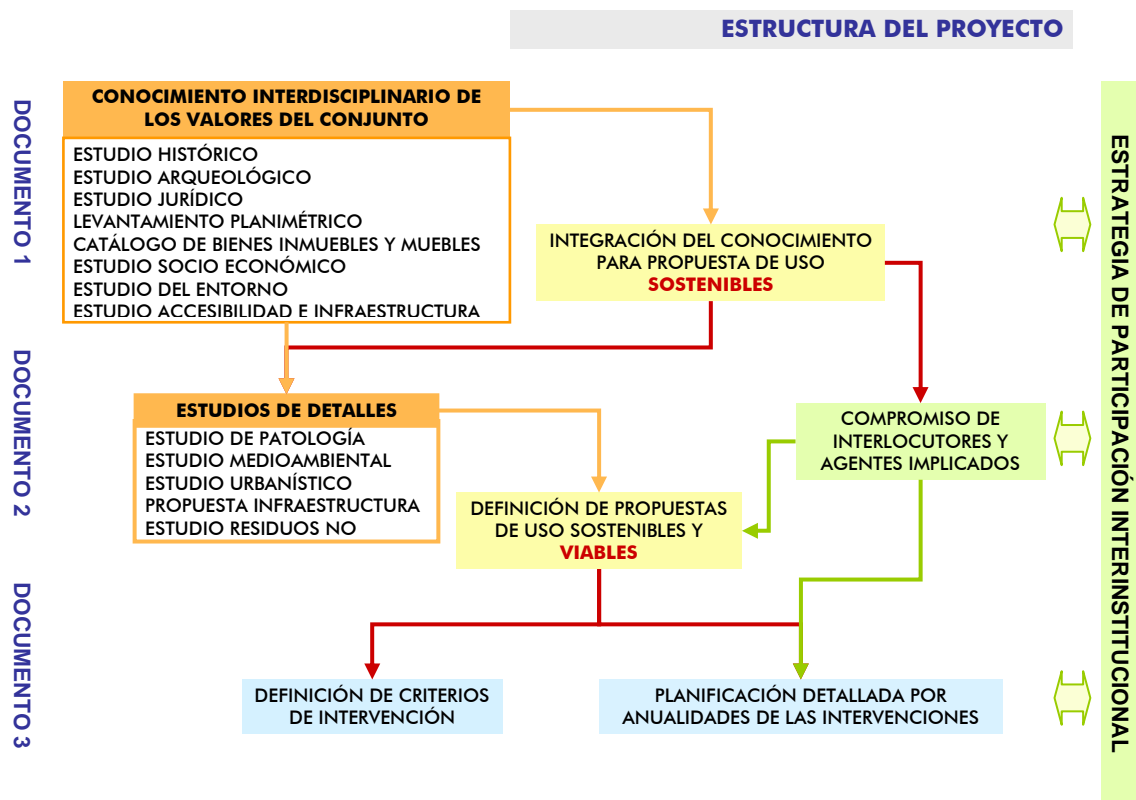 ESTRUCTURA DEL PROYECTO
DOCUMENTO 1
CONOCIMIENTO INTERDISCIPLINARIO DE
LOS VALORES DEL CONJUNTO
ESTUDIO HISTÓRICO
ESTUDIO ARQUEOLÓGICO
ESTUDIO JURÍDICO
LEVANTAMIENTO PLANIMÉTRICO
CATÁLOGO DE BIENES INMUEBLES Y MUEBLES
ESTUDIO SOCIO ECONÓMICO
ESTUDIO DEL ENTORNO
ESTUDIO ACCESIBILIDAD E INFRAESTRUCTURA
INTEGRACIÓN DEL CONOCIMIENTO
PARA PROPUESTA DE USO
SOSTENIBLES
DOCUMENTO 2
ESTUDIOS DE DETALLES
ESTUDIO DE PATOLOGÍA
ESTUDIO MEDIOAMBIENTAL
ESTUDIO URBANÍSTICO
PROPUESTA INFRAESTRUCTURA
ESTUDIO RESIDUOS NO
COMPROMISO DE
INTERLOCUTORES Y
AGENTES IMPLICADOS
DEFINICIÓN DE PROPUESTAS
DE USO SOSTENIBLES Y
VIABLES
DOCUMENTO 3
DEFINICIÓN DE CRITERIOS
DE INTERVENCIÓN
PLANIFICACIÓN DETALLADA POR
ANUALIDADES DE LAS INTERVENCIONES
ESTRATEGIA DE PARTICIPACIÓN INTERINSTITUCIONAL